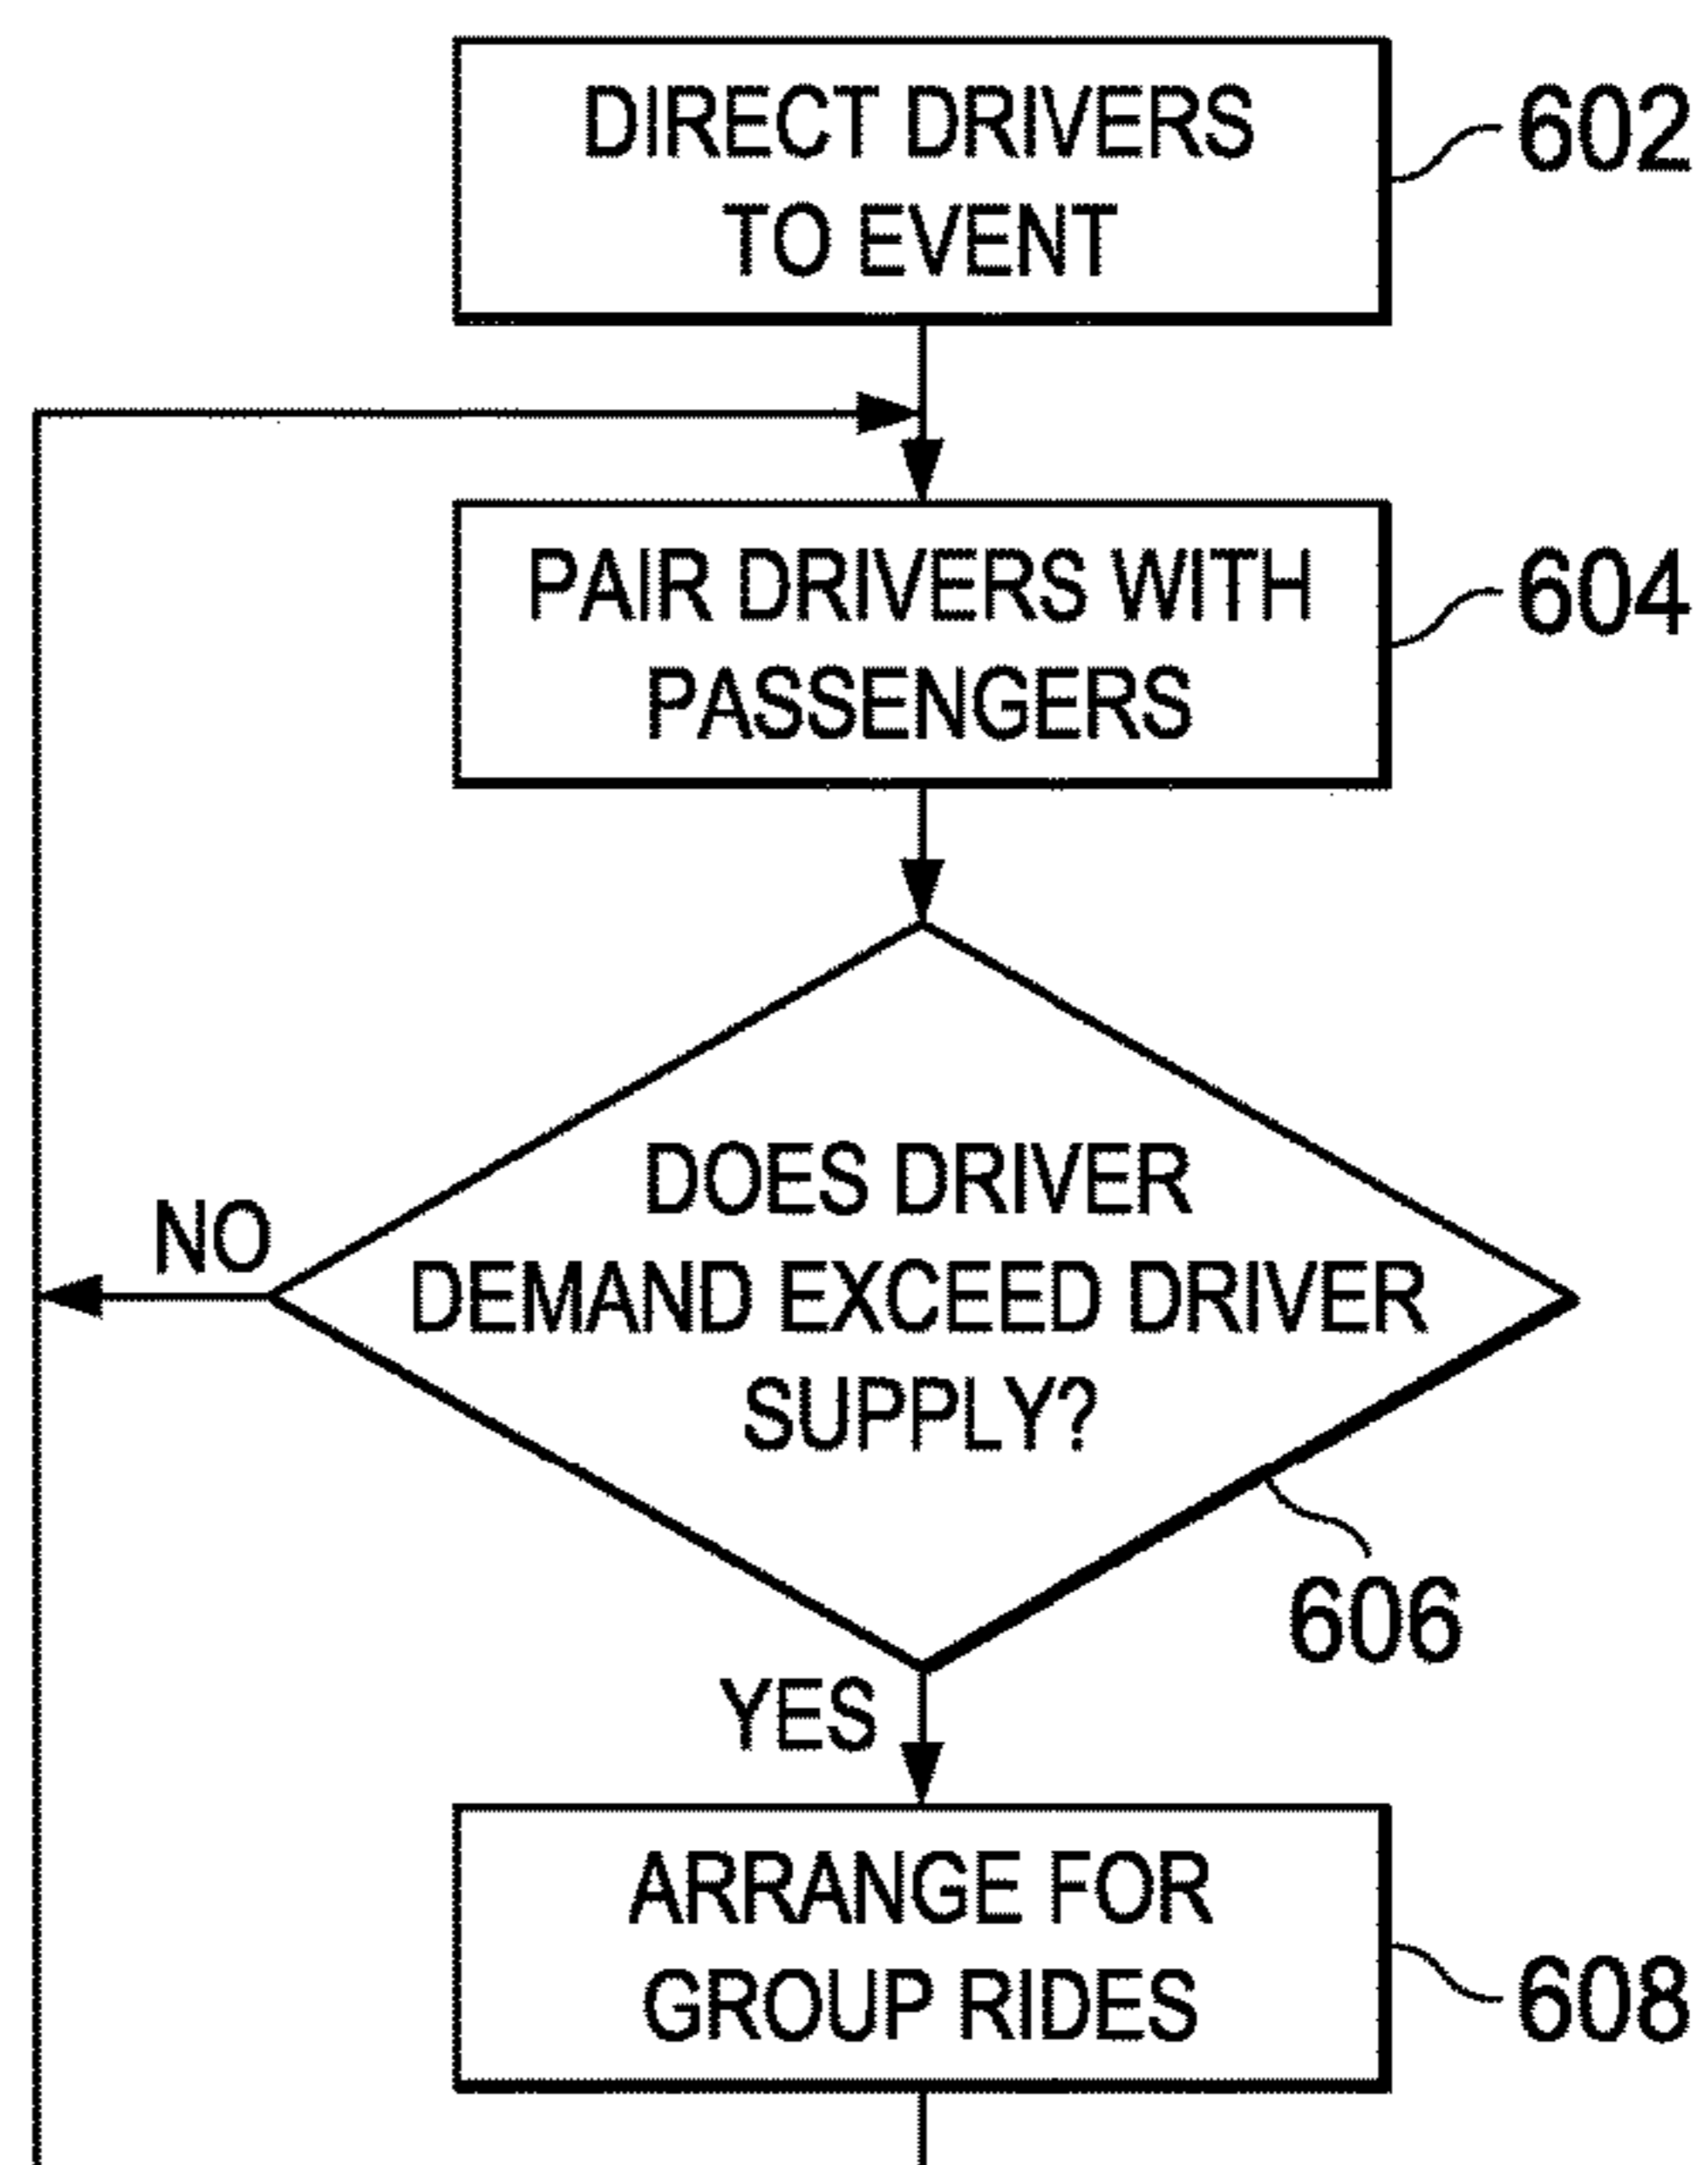 DIRECT DRIVERS
TO EVENT
602
PAIR DRIVERS WITH
PASSENGERS
604
DOES DRIVER
DEMAND EXCEED DRIVER
SUPPLY?
NO
606
YES
ARRANGE FOR
GROUP RIDES
608